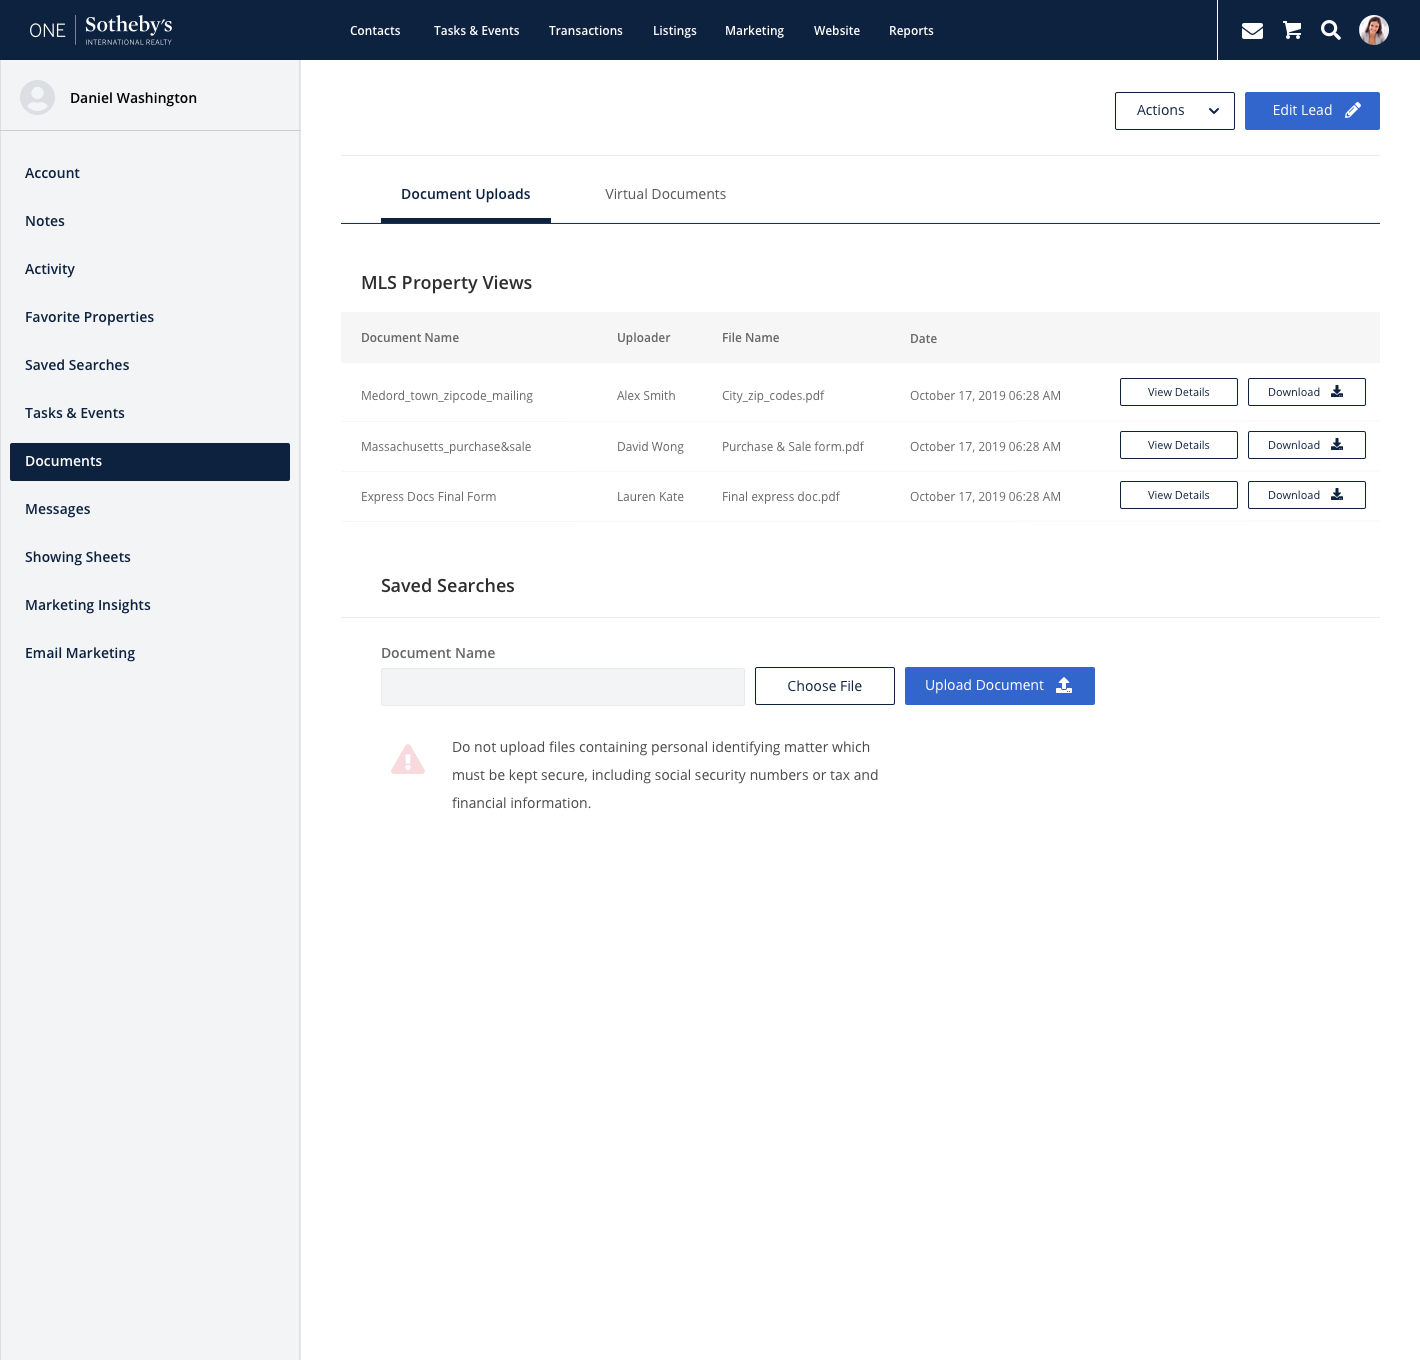 ONE Sotheby's
INTERNATIONAL REALTY
Contacts Tasks & Events Transactions Listings Marketing Website Reports
Daniel Washington
Account
Notes
Activity
Favorite Properties
Saved Searches
Tasks & Events
Documents
Messages
Showing Sheets
Marketing Insights
Email Marketing
Actions Edit Lead
Document Uploads Virtual Documents
MLS Property Views
Document Name Uploader File Name Date
Medord_town_zipcode_mailing Alex Smith City_zip_codes.pdf October 17, 2019 06:28 AM View Details Download
Massachusetts_purchase&sale David Wong Purchase & Sale form.pdf October 17, 2019 06:28 AM View Details Download
Express Docs Final Form Lauren Kate Final express doc.pdf October 17, 2019 06:28 AM View Details Download
Saved Searches
Document Name
Choose File Upload Document
Do not upload files containing personal identifying matter which
must be kept secure, including social security numbers or tax and
financial information.